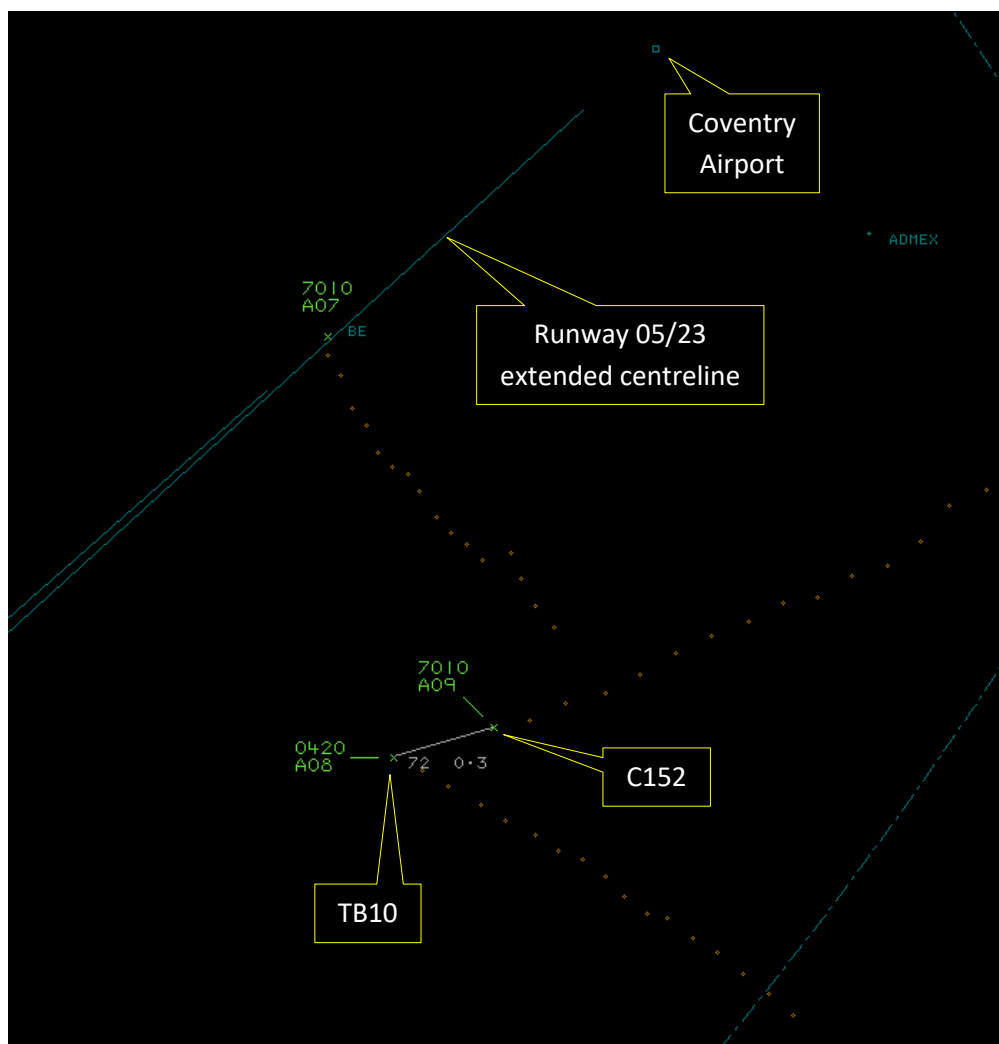 Coventry
Airport
ADMEX
7010
A07
BE
Runway 05/23
extended centreline
7010
A09
0420
A08
72 0·3
C152
TB10